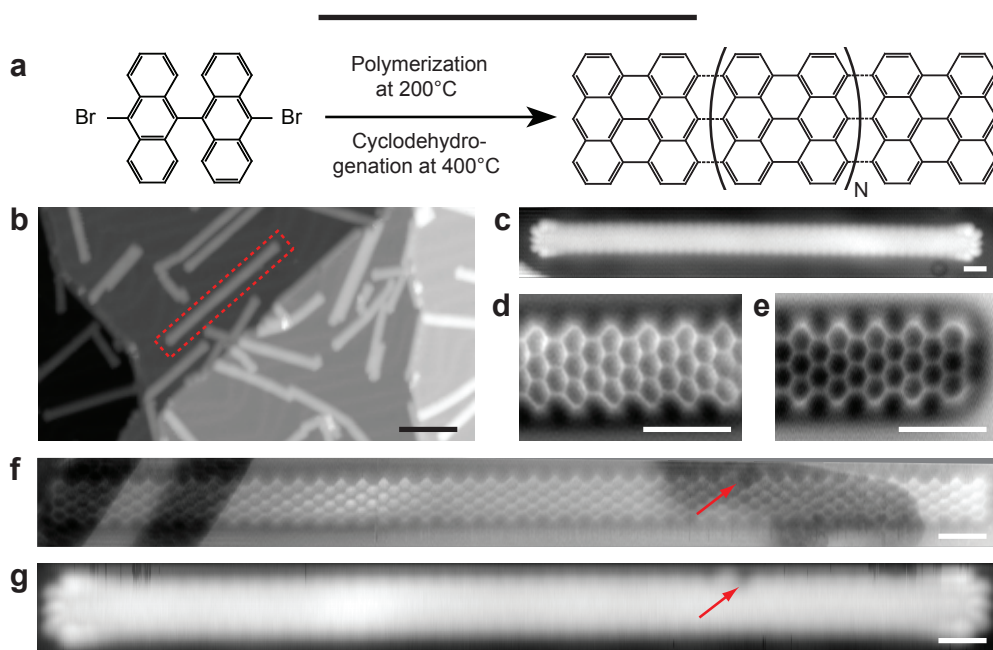 a
Br
Br
Polymerization
at 200°C
Cyclodehydro-
genation at 400°C
N
b
c
d
e
f
g